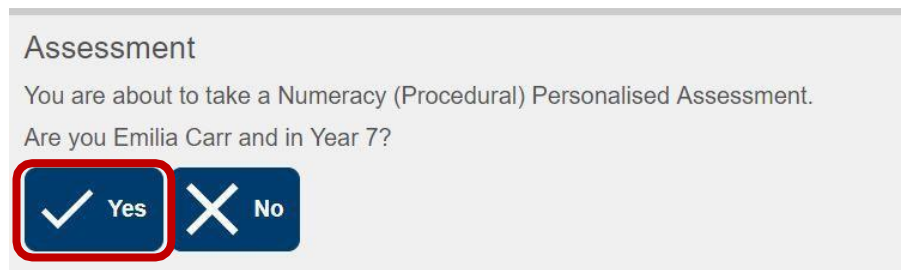 Assessment
You are about to take a Numeracy (Procedural) Personalised Assessment.
Are you Emilia Carr and in Year 7?
Yes No